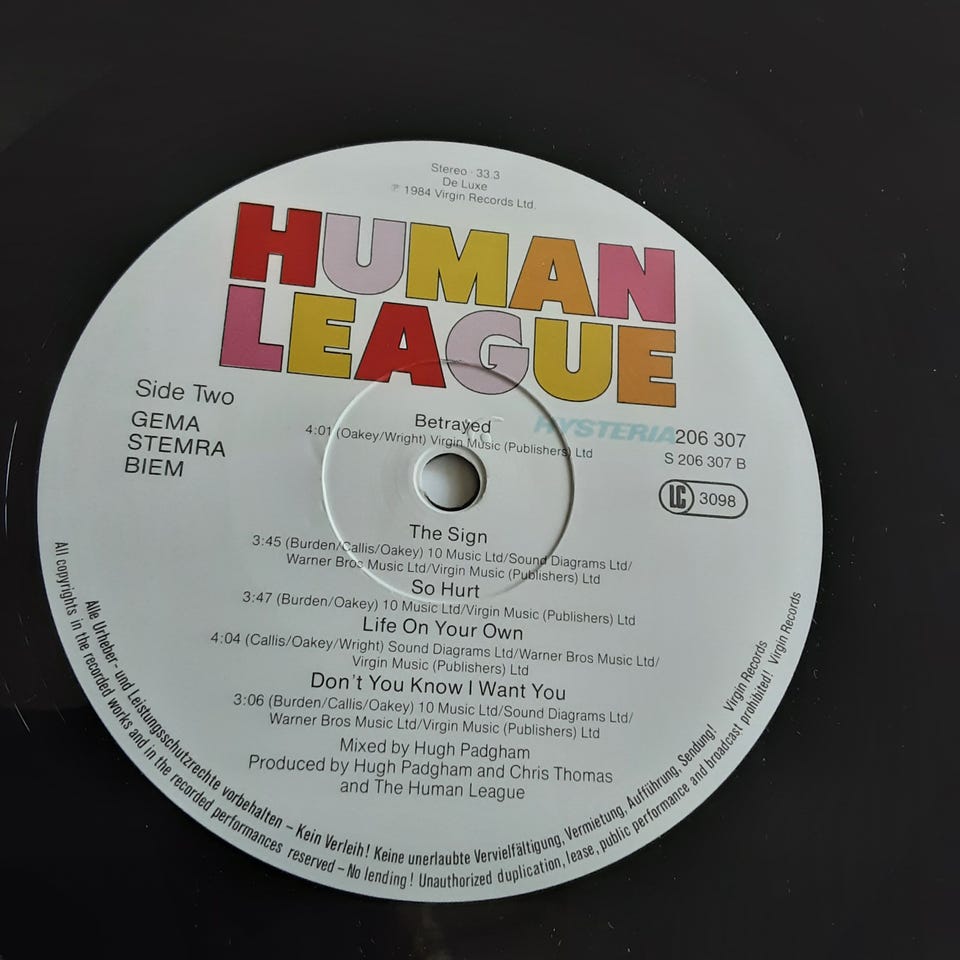 Stereo · 33.3
De Luxe
℗ 1984 Virgin Records Ltd.
HUMAN
LEAGUE
HYSTERIA
Side Two
GEMA
STEMRA
BIEM
206 307
S 206 307 B
LC 3098
Betrayed
4:01 (Oakey/Wright) Virgin Music (Publishers) Ltd
The Sign
3:45 (Burden/Callis/Oakey) 10 Music Ltd/Sound Diagrams Ltd/
Warner Bros Music Ltd/Virgin Music (Publishers) Ltd
So Hurt
3:47 (Burden/Oakey) 10 Music Ltd/Virgin Music (Publishers) Ltd
Life On Your Own
4:04 (Callis/Oakey/Wright) Sound Diagrams Ltd/Warner Bros Music Ltd/
Virgin Music (Publishers) Ltd
Don't You Know I Want You
3:06 (Burden/Callis/Oakey) 10 Music Ltd/Sound Diagrams Ltd/
Warner Bros Music Ltd/Virgin Music (Publishers) Ltd
Mixed by Hugh Padgham
Produced by Hugh Padgham and Chris Thomas
and The Human League
Alle Urheber- und Leistungsschutzrechte vorbehalten – Kein Verleih! Keine unerlaubte Vervielfältigung, Vermietung, Aufführung, Sendung! Virgin Records
All copyrights in the recorded works and in the recorded performances reserved – No lending! Unauthorized duplication, lease, public performance and broadcast prohibited! Virgin Records